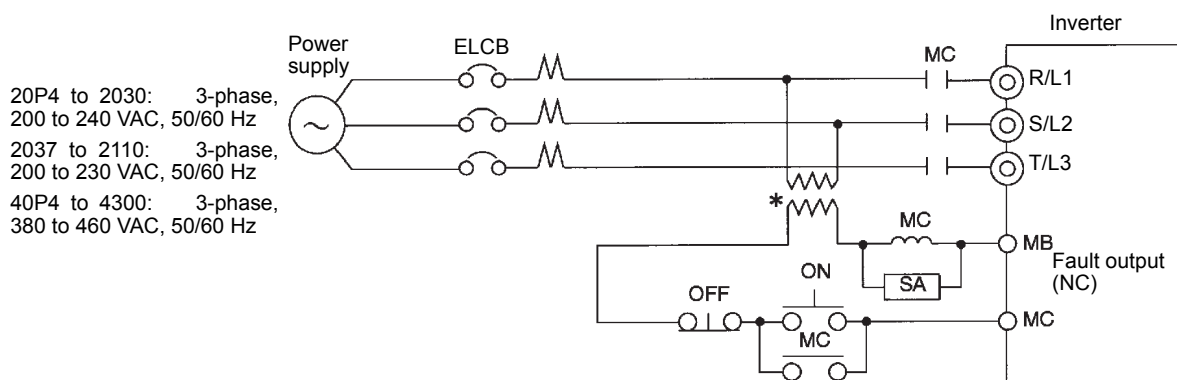 Inverter
Power
supply
ELCB
MC
R/L1
20P4 to 2030: 3-phase,
200 to 240 VAC, 50/60 Hz
~
S/L2
2037 to 2110: 3-phase,
200 to 230 VAC, 50/60 Hz
T/L3
40P4 to 4300: 3-phase,
380 to 460 VAC, 50/60 Hz
*
MC
MB
Fault output
(NC)
SA
ON
OFF
MC
MC